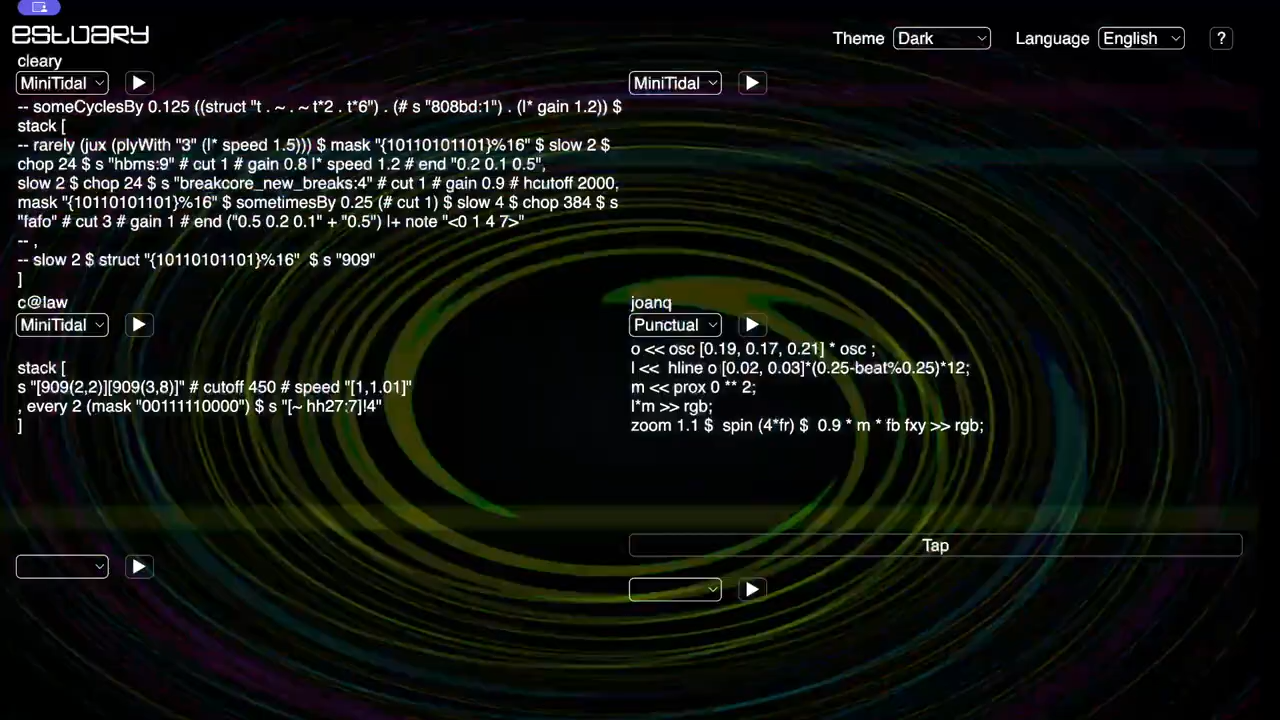 estuary
Theme Dark Language English ?
cleary
MiniTidal
-- someCyclesBy 0.125 ((struct "t . ~ . ~ t*2 . t*6") . (# s "808bd:1") . (|* gain 1.2)) $
stack [
-- rarely (jux (plyWith "3" (|* speed 1.5))) $ mask "{10110101101}%16" $ slow 2 $
chop 24 $ s "hbms:9" # cut 1 # gain 0.8 |* speed 1.2 # end "0.2 0.1 0.5",
slow 2 $ chop 24 $ s "breakcore_new_breaks:4" # cut 1 # gain 0.9 # hcutoff 2000,
mask "{10110101101}%16" $ sometimesBy 0.25 (# cut 1) $ slow 4 $ chop 384 $ s
"fafo" # cut 3 # gain 1 # end ("0.5 0.2 0.1" + "0.5") |+ note "<0 1 4 7>"
-- ,
-- slow 2 $ struct "{10110101101}%16"  $ s "909"
]
MiniTidal
c@law
MiniTidal
stack [
s "[909(2,2)][909(3,8)]" # cutoff 450 # speed "[1,1.01]"
, every 2 (mask "00111110000") $ s "[~ hh27:7]!4"
]
joanq
Punctual
o << osc [0.19, 0.17, 0.21] * osc ;
l <<  hline o [0.02, 0.03]*(0.25-beat%0.25)*12;
m << prox 0 ** 2;
l*m >> rgb;
zoom 1.1 $  spin (4*fr) $  0.9 * m * fb fxy >> rgb;
Tap